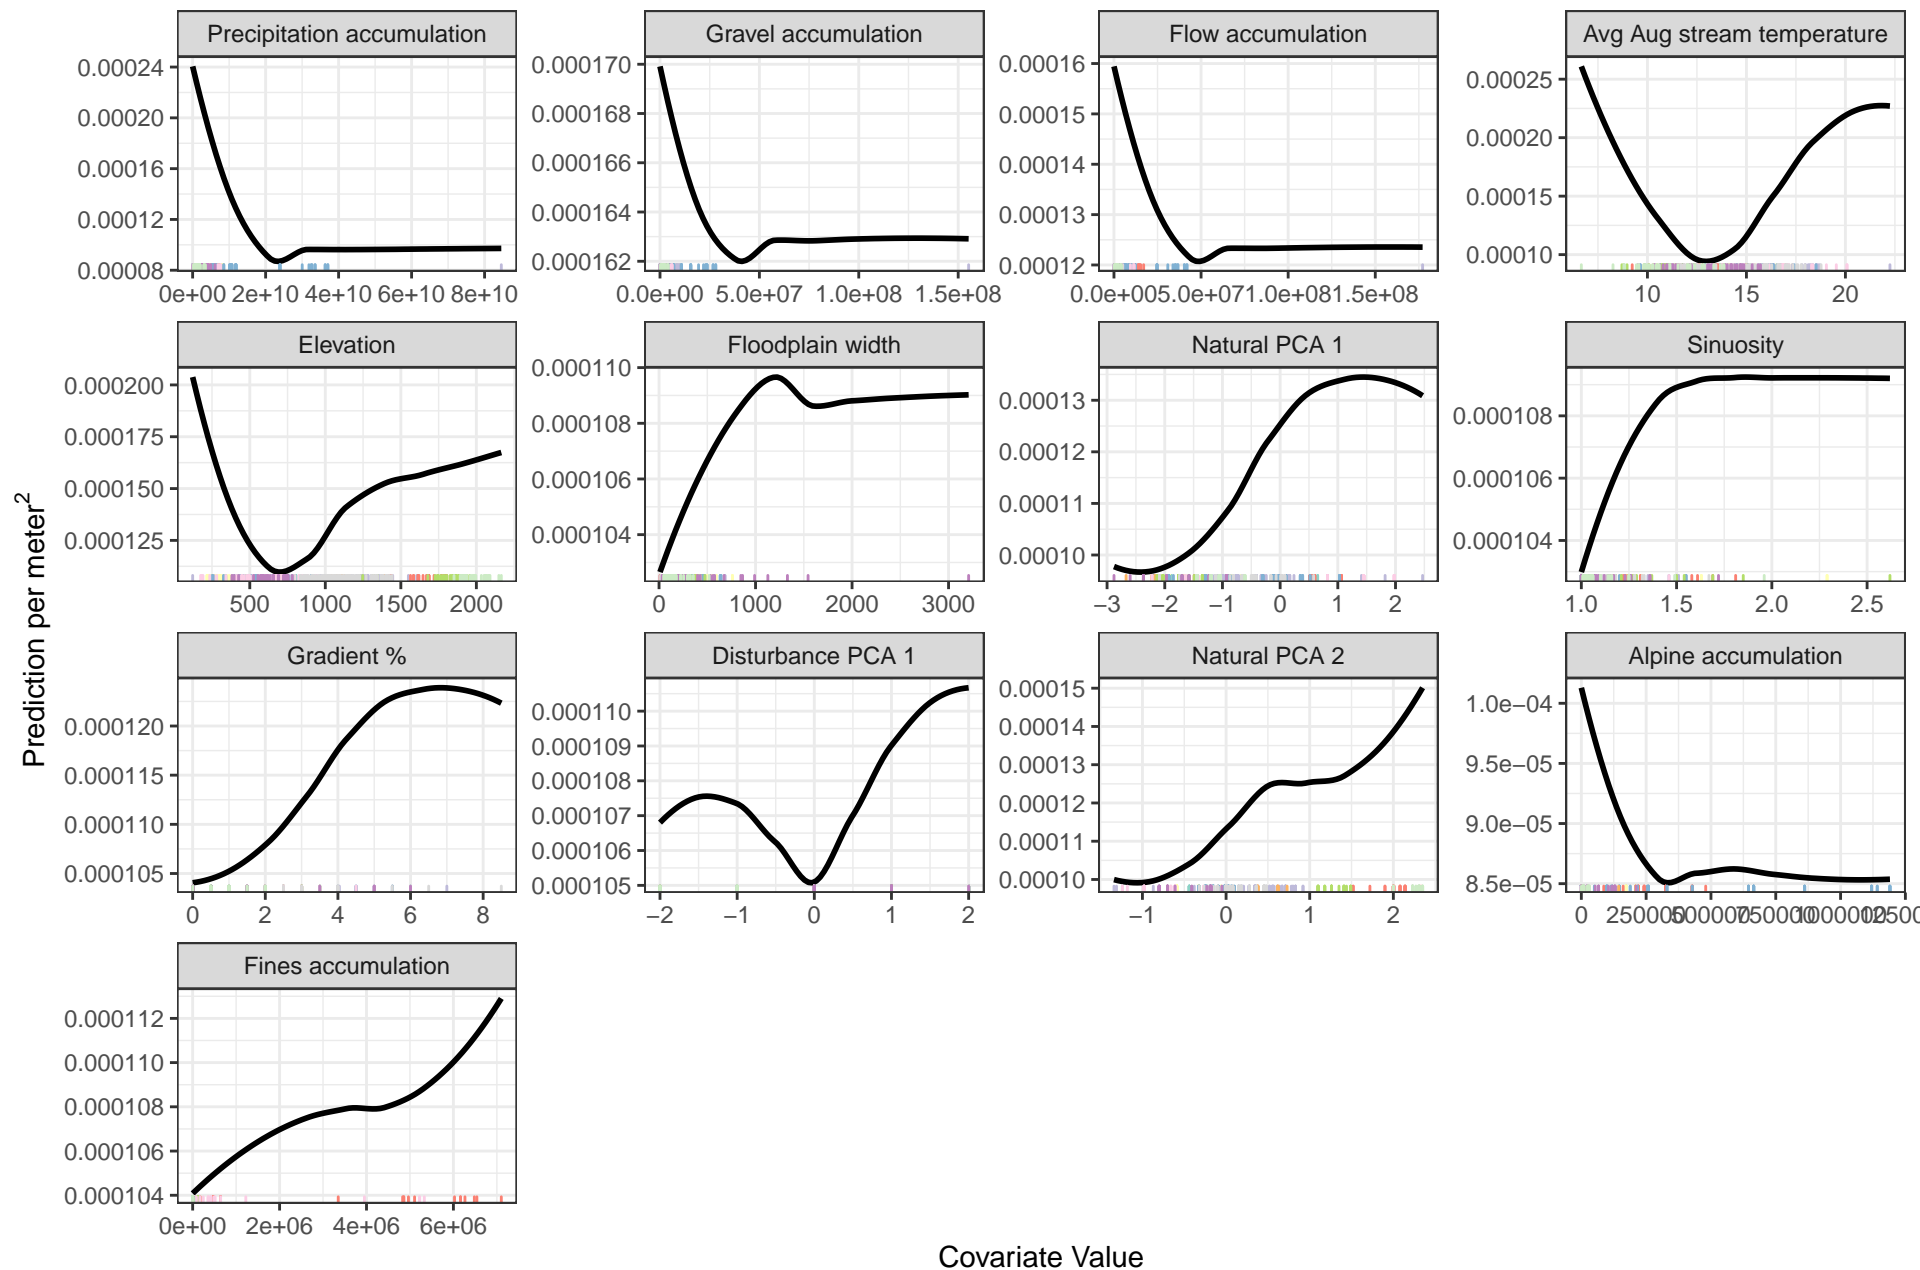 Precipitation accumulation
0.00024
0.00020
0.00016
0.00012
0.00008
0e+00 2e+10 4e+10 6e+10 8e+10
Gravel accumulation
0.000170
0.000168
0.000166
0.000164
0.000162
0.0e+00 5.0e+07 1.0e+08 1.5e+08
Flow accumulation
0.00016
0.00015
0.00014
0.00013
0.00012
0.0e+00 5.0e+07 1.0e+08 1.5e+08
Avg Aug stream temperature
0.00025
0.00020
0.00015
0.00010
10 15 20
Elevation
0.000200
0.000175
0.000150
0.000125
500 1000 1500 2000
Floodplain width
0.000110
0.000108
0.000106
0.000104
0 1000 2000 3000
Natural PCA 1
0.00013
0.00012
0.00011
0.00010
−3 −2 −1 0 1 2
Sinuosity
0.000108
0.000106
0.000104
1.0 1.5 2.0 2.5
Gradient %
0.000120
0.000115
0.000110
0.000105
0 2 4 6 8
Disturbance PCA 1
0.000110
0.000109
0.000108
0.000107
0.000106
0.000105
−2 −1 0 1 2
Natural PCA 2
0.00015
0.00014
0.00013
0.00012
0.00011
0.00010
−1 0 1 2
Alpine accumulation
1.0e−04
9.5e−05
9.0e−05
8.5e−05
0
Fines accumulation
0.000112
0.000110
0.000108
0.000106
0.000104
0e+00 2e+06 4e+06 6e+06
Prediction per meter²
Covariate Value